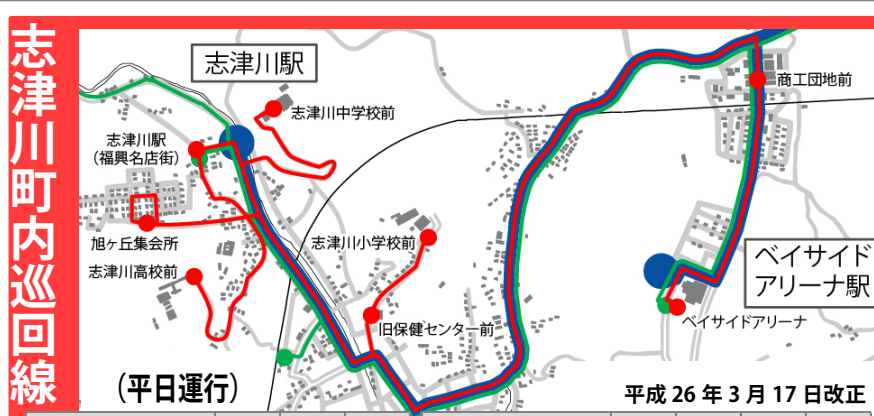 志津川町内巡回線
志津川駅
志津川中学校前
商工団地前
志津川駅
(福興名店街)
旭ヶ丘集会所
志津川小学校前
志津川高校前
ベイサイド
アリーナ駅
旧保健センター前
ベイサイドアリーナ
(平日運行)
平成 26 年 3 月 17 日改正